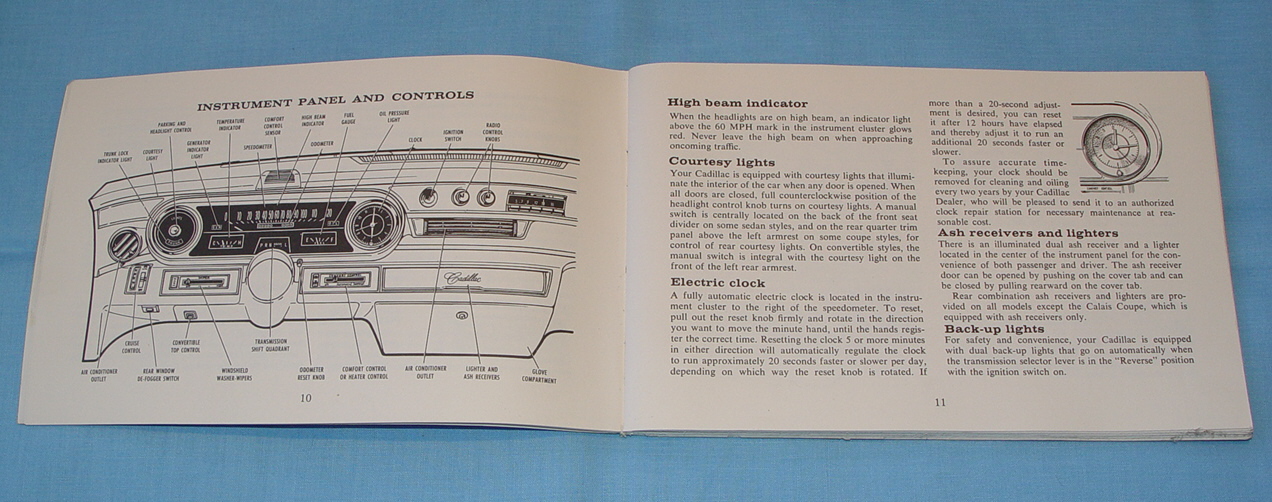 INSTRUMENT PANEL AND CONTROLS
TRUNK LOCK
INDICATOR LIGHT
COURTESY
LIGHT
PARKING AND
HEADLIGHT CONTROL
GENERATOR
INDICATOR
LIGHT
TEMPERATURE
INDICATOR
SPEEDOMETER
COMFORT
CONTROL
SENSOR
HIGH BEAM
INDICATOR
ODOMETER
FUEL
GAUGE
OIL PRESSURE
LIGHT
CLOCK
IGNITION
SWITCH
RADIO
CONTROL
KNOBS
Cadillac
AIR CONDITIONER
OUTLET
CRUISE
CONTROL
REAR WINDOW
DE-FOGGER SWITCH
CONVERTIBLE
TOP CONTROL
WINDSHIELD
WASHER-WIPERS
TRANSMISSION
SHIFT QUADRANT
ODOMETER
RESET KNOB
COMFORT CONTROL
OR HEATER CONTROL
AIR CONDITIONER
OUTLET
LIGHTER AND
ASH RECEIVERS
GLOVE
COMPARTMENT
10
High beam indicator
When the headlights are on high beam, an indicator light
above the 60 MPH mark in the instrument cluster glows
red. Never leave the high beam on when approaching
oncoming traffic.
Courtesy lights
Your Cadillac is equipped with courtesy lights that illumi-
nate the interior of the car when any door is opened. When
all doors are closed, full counterclockwise position of the
headlight control knob turns on courtesy lights. A manual
switch is centrally located on the back of the front seat
divider on some sedan styles, and on the rear quarter trim
panel above the left armrest on some coupe styles, for
control of rear courtesy lights. On convertible styles, the
manual switch is integral with the courtesy light on the
front of the left rear armrest.
Electric clock
A fully automatic electric clock is located in the instru-
ment cluster to the right of the speedometer. To reset,
pull out the reset knob firmly and rotate in the direction
you want to move the minute hand, until the hands regis-
ter the correct time. Resetting the clock 5 or more minutes
in either direction will automatically regulate the clock
to run approximately 20 seconds faster or slower per day,
depending on which way the reset knob is rotated. If
more than a 20-second adjust-
ment is desired, you can reset
it after 12 hours have elapsed
and thereby adjust it to run an
additional 20 seconds faster or
slower.
To assure accurate time-
keeping, your clock should be
removed for cleaning and oiling
every two years by your Cadillac
Dealer, who will be pleased to send it to an authorized
clock repair station for necessary maintenance at rea-
sonable cost.
Ash receivers and lighters
There is an illuminated dual ash receiver and a lighter
located in the center of the instrument panel for the con-
venience of both passenger and driver. The ash receiver
door can be opened by pushing on the cover tab and can
be closed by pulling rearward on the cover tab.
Rear combination ash receivers and lighters are pro-
vided on all models except the Calais Coupe, which is
equipped with ash receivers only.
Back-up lights
For safety and convenience, your Cadillac is equipped
with dual back-up lights that go on automatically when
the transmission selector lever is in the "Reverse" position
with the ignition switch on.
11